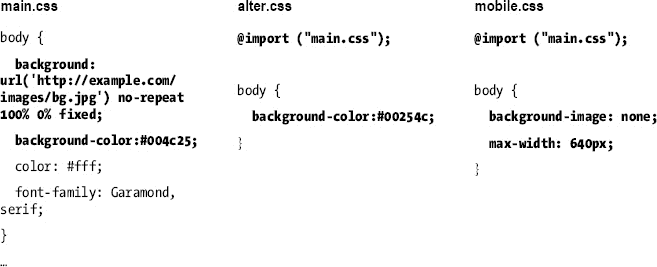 main.css
body {
background:
url('http://example.com/
images/bg.jpg') no-repeat
100% 0% fixed;
background-color:#004c25;
color: #fff;
font-family: Garamond,
serif;
}
…
alter.css
@import ("main.css");
body {
background-color:#00254c;
}
mobile.css
@import ("main.css");
body {
background-image: none;
max-width: 640px;
}